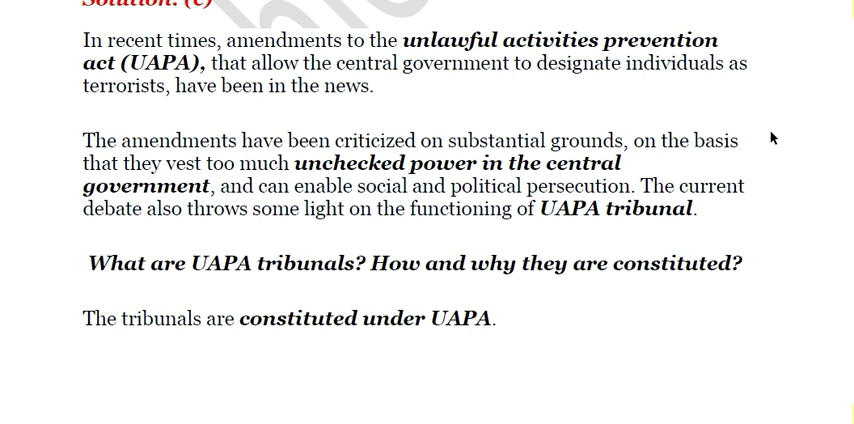 Solution: (c)
In recent times, amendments to the unlawful activities prevention
act (UAPA), that allow the central government to designate individuals as
terrorists, have been in the news.
The amendments have been criticized on substantial grounds, on the basis
that they vest too much unchecked power in the central
government, and can enable social and political persecution. The current
debate also throws some light on the functioning of UAPA tribunal.
What are UAPA tribunals? How and why they are constituted?
The tribunals are constituted under UAPA.